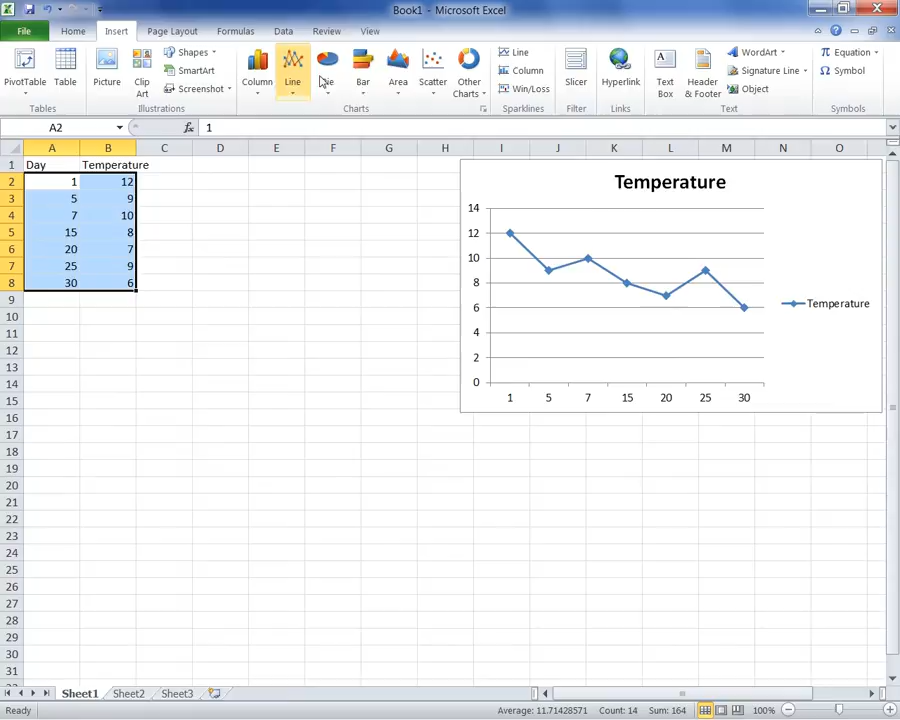 Book1 - Microsoft Excel
File Home Insert Page Layout Formulas Data Review View
PivotTable
Table
Tables
Picture
Clip Art
Shapes
SmartArt
Screenshot
Illustrations
Column
Line
Bar
Area
Scatter
Other Charts
Charts
Line
Column
Win/Loss
Sparklines
Slicer
Filter
Hyperlink
Links
Text Box
Header & Footer
WordArt
Signature Line
Object
Text
Equation
Symbol
Symbols
A2 fx 1
A B C D E F G H I J K L M N O
1 Day Temperature
2 1 12
3 5 9
4 7 10
5 15 8
6 20 7
7 25 9
8 30 6
9
10
11
12
13
14
15
16
17
18
19
20
21
22
23
24
25
26
27
28
29
30
31
Temperature
14
12
10
8
6
4
2
0
1 5 7 15 20 25 30
Temperature
Sheet1 Sheet2 Sheet3
Ready Average: 11.71428571 Count: 14 Sum: 164 100%